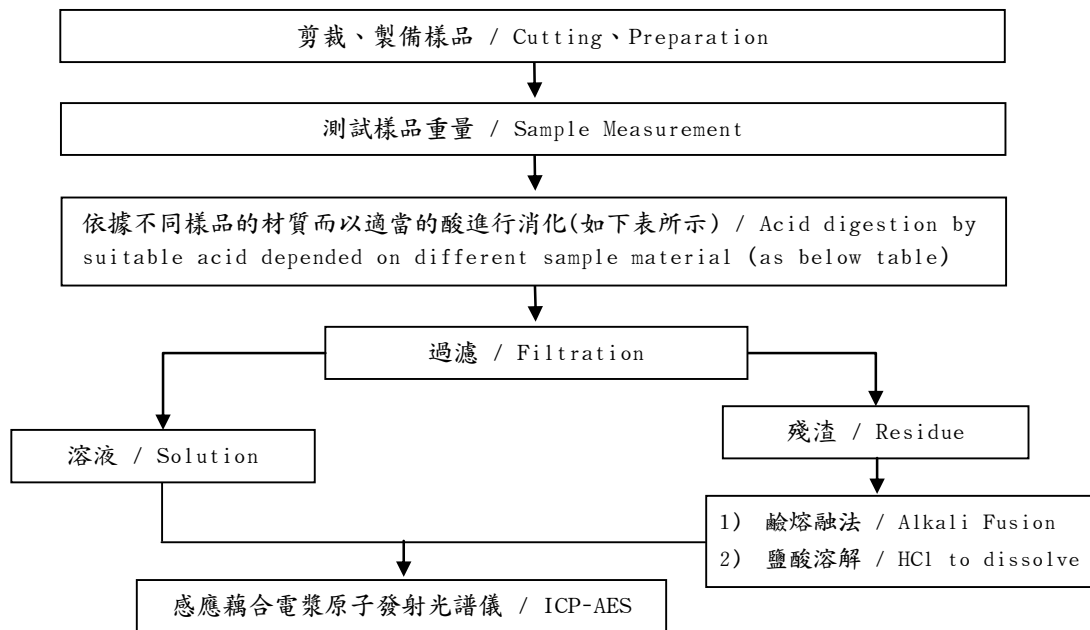 剪裁、製備樣品 / Cutting、Preparation
測試樣品重量 / Sample Measurement
依據不同樣品的材質而以適當的酸進行消化(如下表所示) / Acid digestion by
suitable acid depended on different sample material (as below table)
過濾 / Filtration
溶液 / Solution
殘渣 / Residue
1) 鹼熔融法 / Alkali Fusion
2) 鹽酸溶解 / HCl to dissolve
感應藕合電漿原子發射光譜儀 / ICP-AES